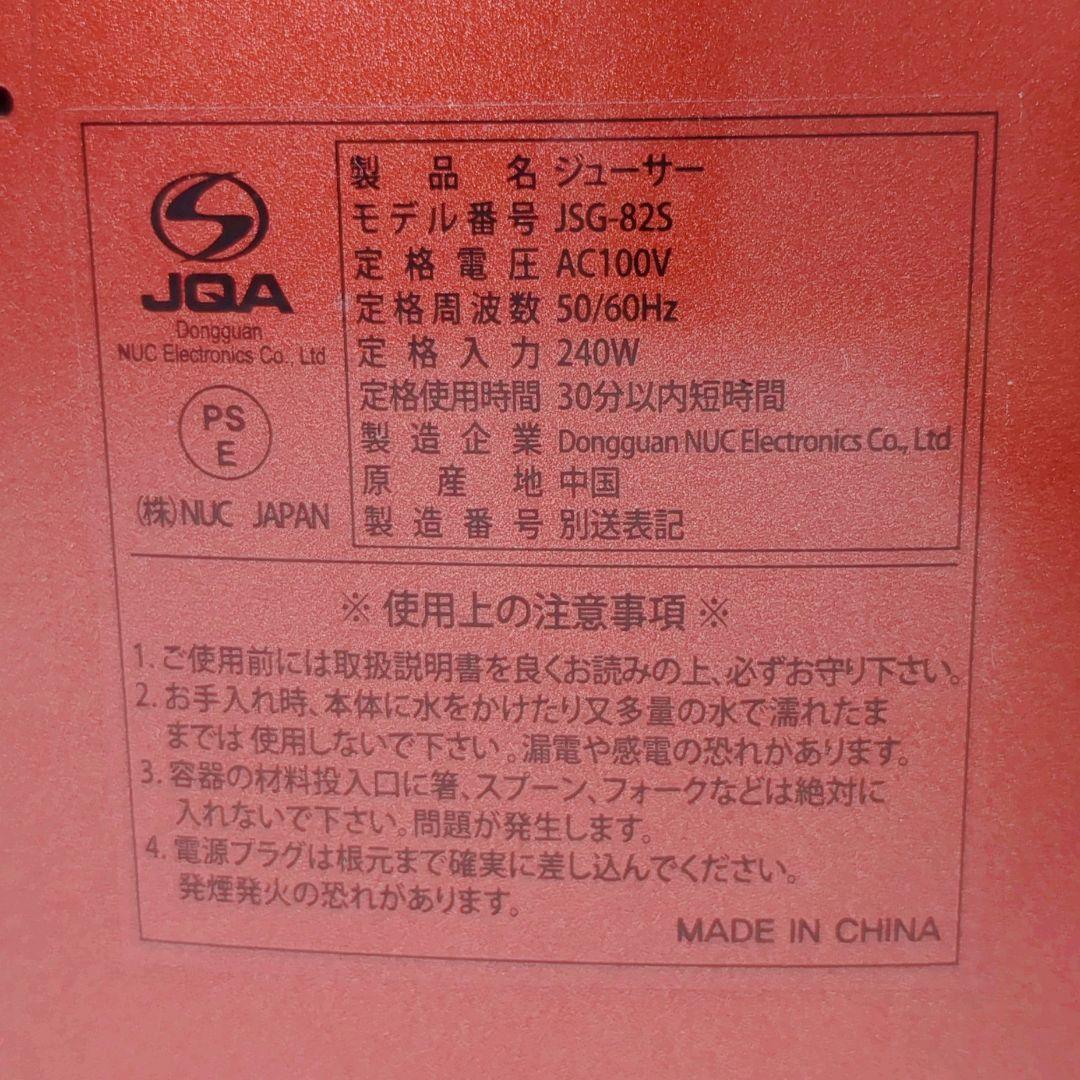 JQA
Dongguan
NUC Electronics Co., Ltd
PS
E
(株)NUC JAPAN
製品名 ジューサー
モデル番号 JSG-82S
定格電圧 AC100V
定格周波数 50/60Hz
定格入力 240W
定格使用時間 30分以内短時間
製造企業 Dongguan NUC Electronics Co., Ltd
原産地 中国
製造番号 別送表記
※ 使用上の注意事項 ※
1. ご使用前には取扱説明書を良くお読みの上、必ずお守り下さい。
2. お手入れ時、本体に水をかけたり又多量の水で濡れたま
までは 使用しないで下さい。漏電や感電の恐れがあります。
3. 容器の材料投入口に箸、スプーン、フォークなどは絶対に
入れないで下さい。問題が発生します。
4. 電源プラグは根元まで確実に差し込んでください。
発煙発火の恐れがあります。
MADE IN CHINA